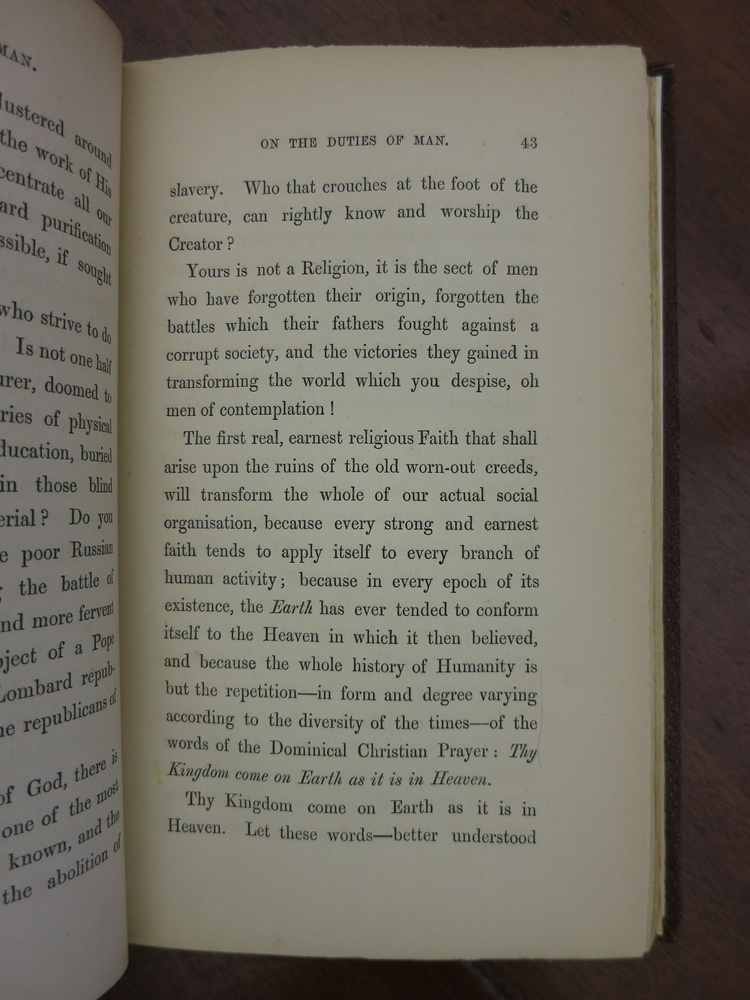 MAN.
lustered around
the work of His
centrate all our
ard purification
ssible, if sought
who strive to do
Is not one half
urer, doomed to
ries of physical
ducation, buried
in those blind
erial? Do you
e poor Russian
the battle of
nd more fervent
bject of a Pope
Lombard repub-
ne republicans of
of God, there is
one of the most
known, and the
the abolition of
ON THE DUTIES OF MAN. 43
slavery. Who that crouches at the foot of the
creature, can rightly know and worship the
Creator?
Yours is not a Religion, it is the sect of men
who have forgotten their origin, forgotten the
battles which their fathers fought against a
corrupt society, and the victories they gained in
transforming the world which you despise, oh
men of contemplation!
The first real, earnest religious Faith that shall
arise upon the ruins of the old worn-out creeds,
will transform the whole of our actual social
organisation, because every strong and earnest
faith tends to apply itself to every branch of
human activity; because in every epoch of its
existence, the Earth has ever tended to conform
itself to the Heaven in which it then believed,
and because the whole history of Humanity is
but the repetition—in form and degree varying
according to the diversity of the times—of the
words of the Dominical Christian Prayer: Thy
Kingdom come on Earth as it is in Heaven.
Thy Kingdom come on Earth as it is in
Heaven. Let these words—better understood